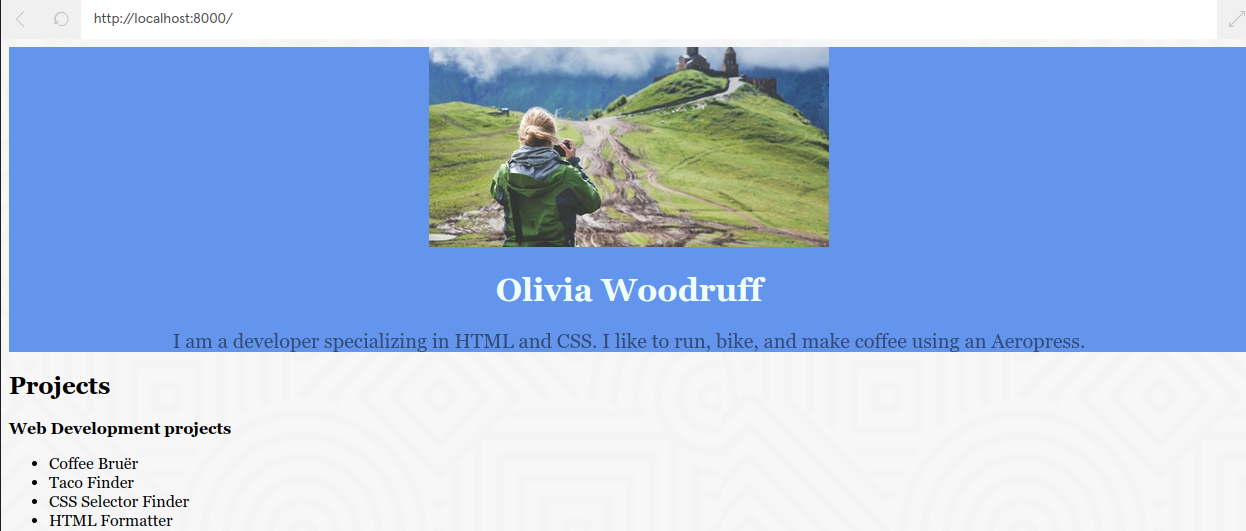 http://localhost:8000/
Olivia Woodruff
I am a developer specializing in HTML and CSS. I like to run, bike, and make coffee using an Aeropress.
Projects
Web Development projects
Coffee Bruër
Taco Finder
CSS Selector Finder
HTML Formatter